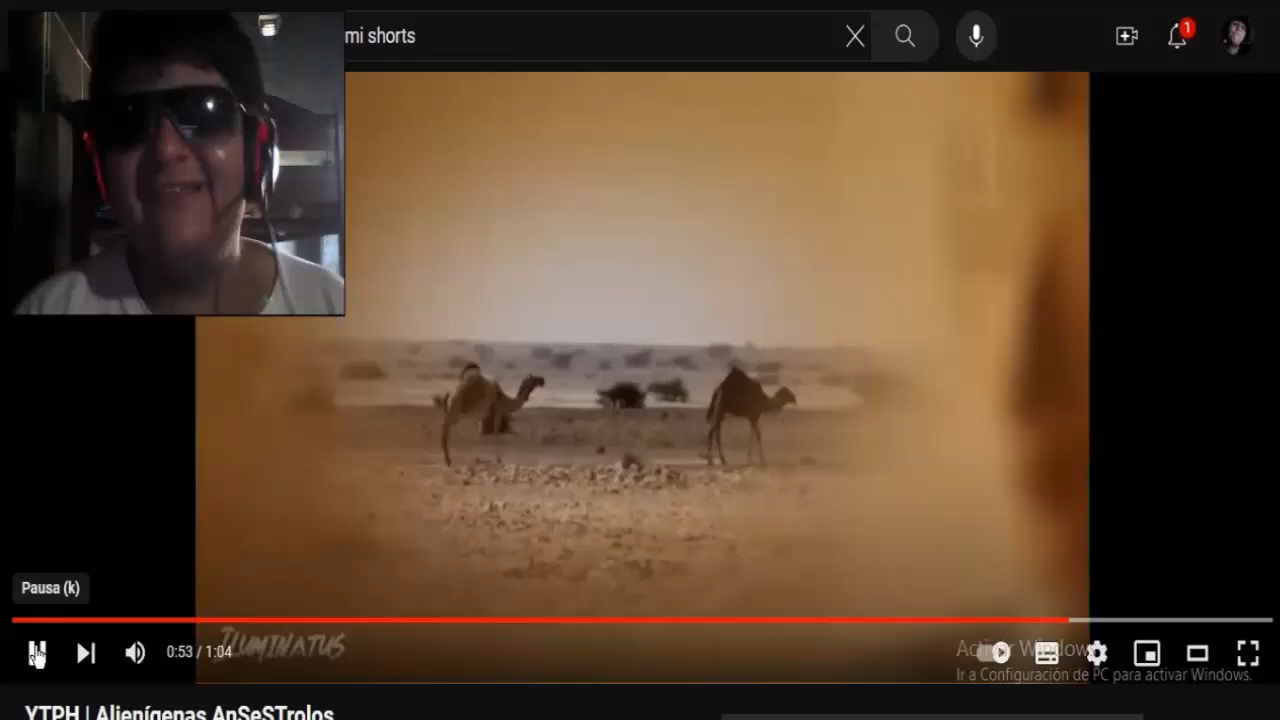 mi shorts
1
Pausa (k)
ILUMINATUS
0:53 / 1:04
Activar Windows
Ir a Configuración de PC para activar Windows.
YTPH | Alienígenas AnSeSTrolos